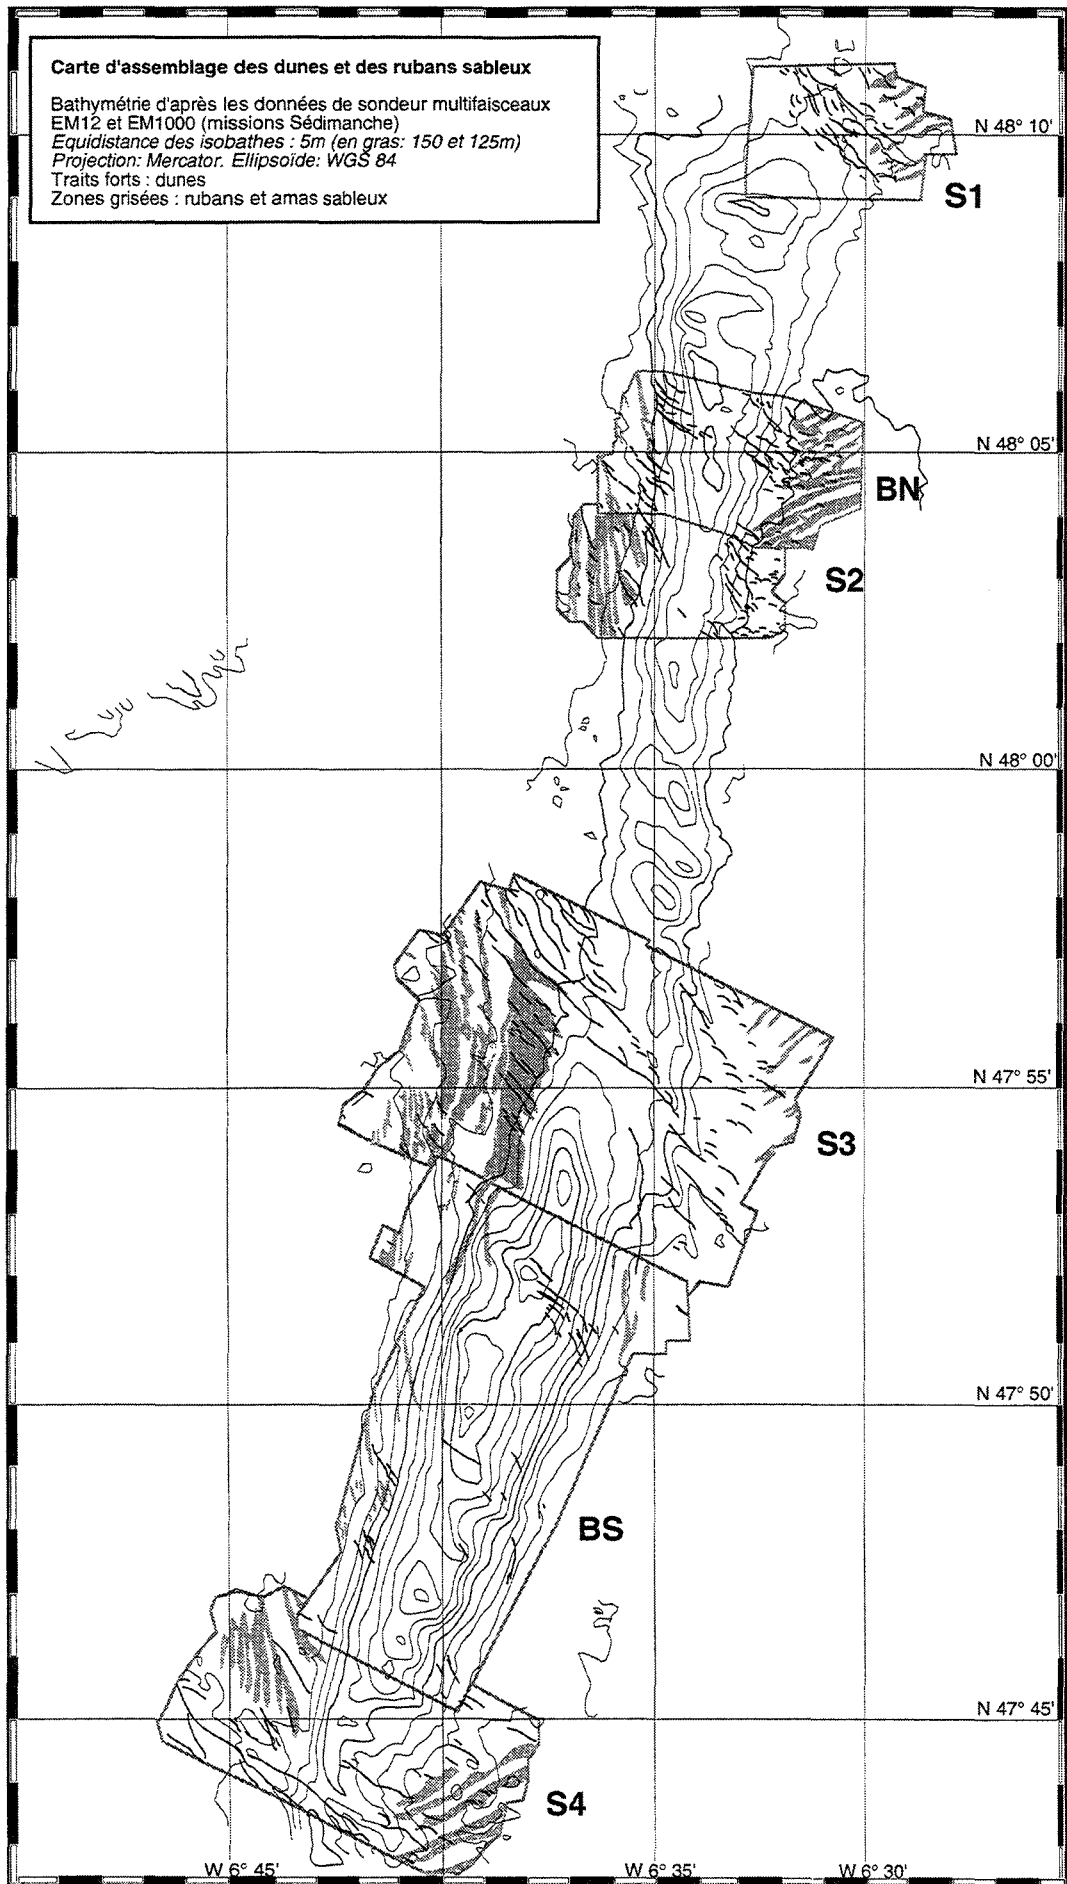 Carte d'assemblage des dunes et des rubans sableux
Bathymétrie d'après les données de sondeur multifaisceaux
EM12 et EM1000 (missions Sédimanche)
Equidistance des isobathes : 5m (en gras: 150 et 125m)
Projection: Mercator. Ellipsoide: WGS 84
Traits forts : dunes
Zones grisées : rubans et amas sableux
N 48° 10'
S1
N 48° 05'
BN
S2
N 48° 00'
N 47° 55'
S3
N 47° 50'
BS
N 47° 45'
S4
W 6° 45'
W 6° 35'
W 6° 30'